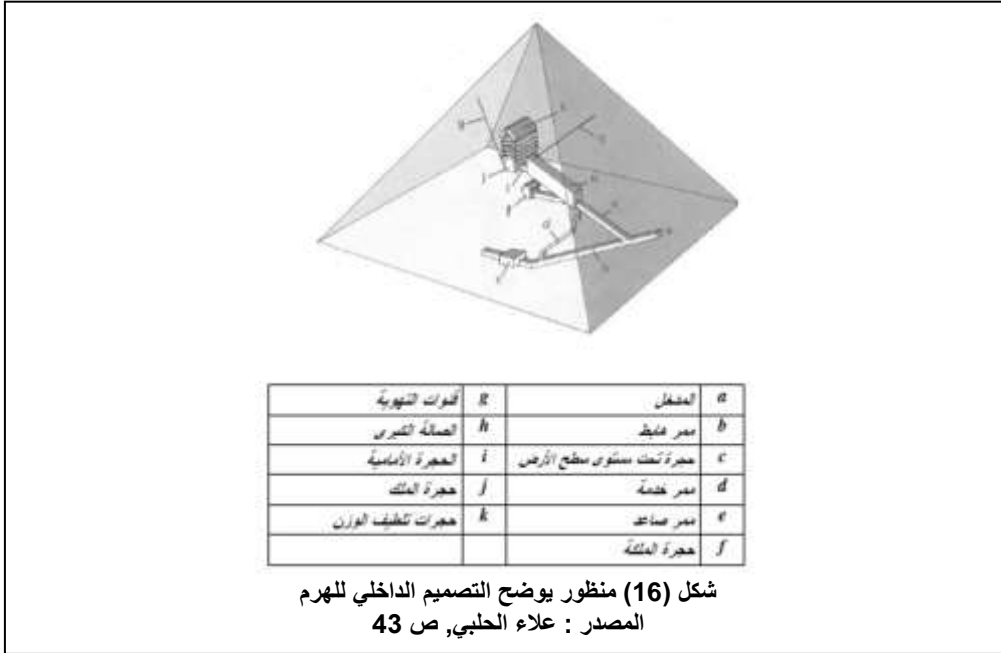 a المدخل g قنوات التهوية
b ممر هابط h الصالة الكبرى
c حجرة تحت مستوى سطح الأرض i الحجرة الأمامية
d ممر خدمة j حجرة الملك
e ممر صاعد k حجرات تخفيف الوزن
f حجرة الملكة
شكل (16) منظور يوضح التصميم الداخلي للهرم
المصدر : علاء الحلبي, ص 43